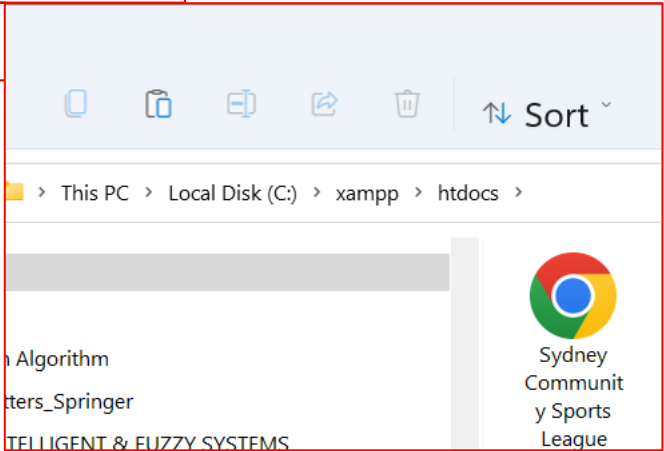 Sort
This PC > Local Disk (C:) > xampp > htdocs >
Algorithm
tters_Springer
TELLIGENT & FUZZY SYSTEMS
Sydney
Communit
y Sports
League